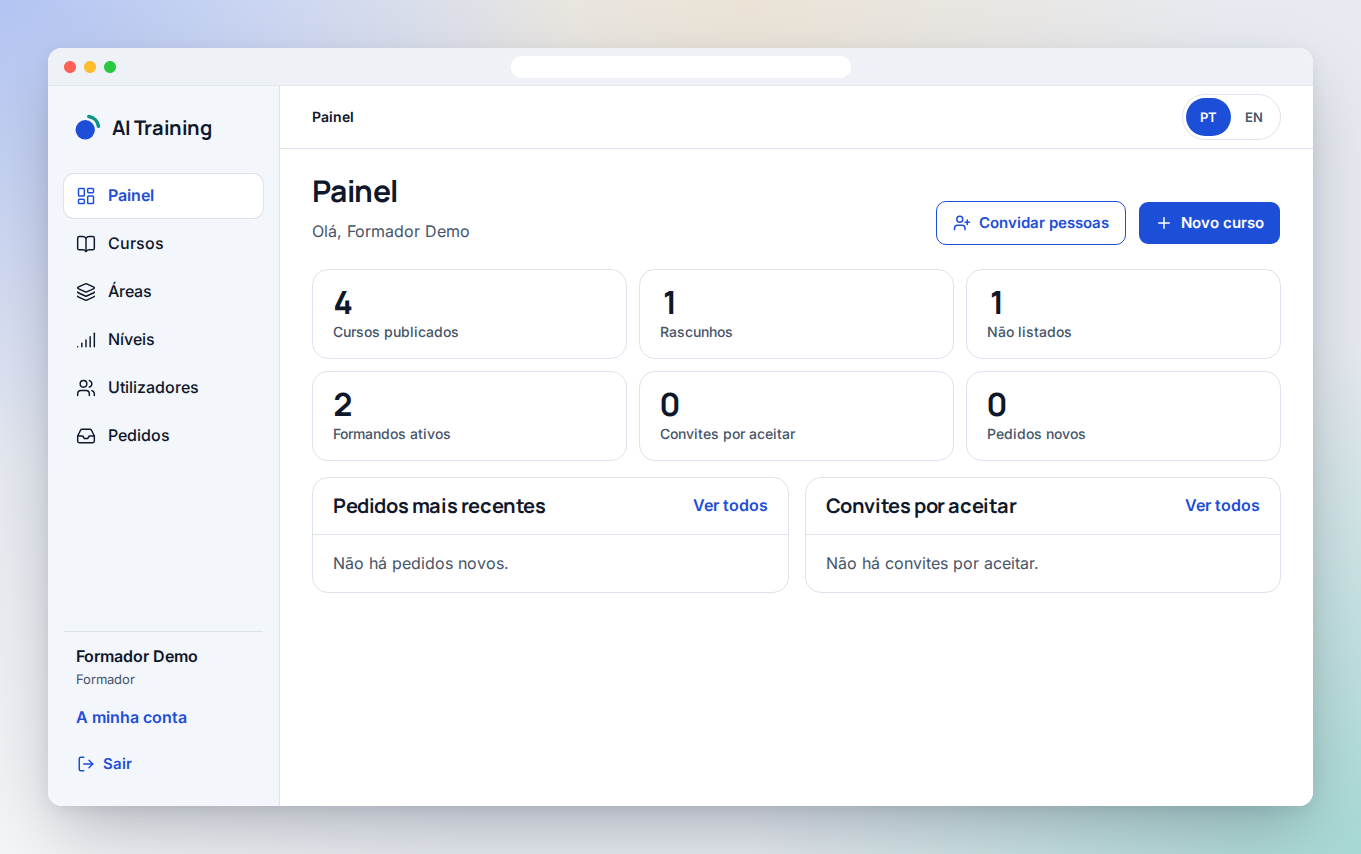 AI Training
Painel
Cursos
Áreas
Níveis
Utilizadores
Pedidos
Formador Demo
Formador
A minha conta
Sair
Painel
PT EN
Painel
Olá, Formador Demo
Convidar pessoas
Novo curso
4
Cursos publicados
1
Rascunhos
1
Não listados
2
Formandos ativos
0
Convites por aceitar
0
Pedidos novos
Pedidos mais recentes
Ver todos
Não há pedidos novos.
Convites por aceitar
Ver todos
Não há convites por aceitar.